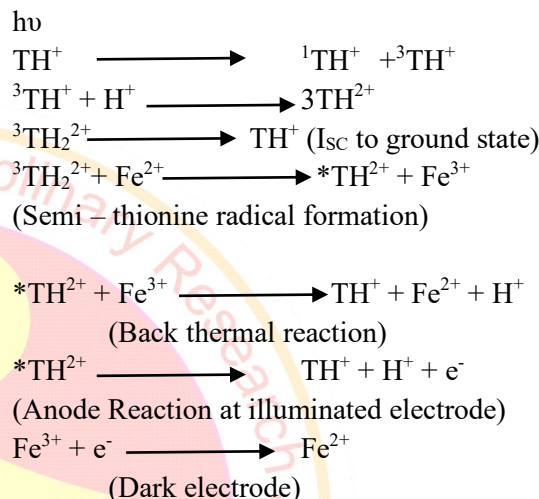 hυ
TH⁺ ⟶ ¹TH⁺ +³TH⁺
³TH⁺ + H⁺ ⟶ 3TH²⁺
³TH₂²⁺ ⟶ TH⁺ (I_SC to ground state)
³TH₂²⁺ + Fe²⁺ ⟶ *TH²⁺ + Fe³⁺
(Semi – thionine radical formation)
*TH²⁺ + Fe³⁺ ⟶ TH⁺ + Fe²⁺ + H⁺
(Back thermal reaction)
*TH²⁺ ⟶ TH⁺ + H⁺ + e⁻
(Anode Reaction at illuminated electrode)
Fe³⁺ + e⁻ ⟶ Fe²⁺
(Dark electrode)
olinary Research